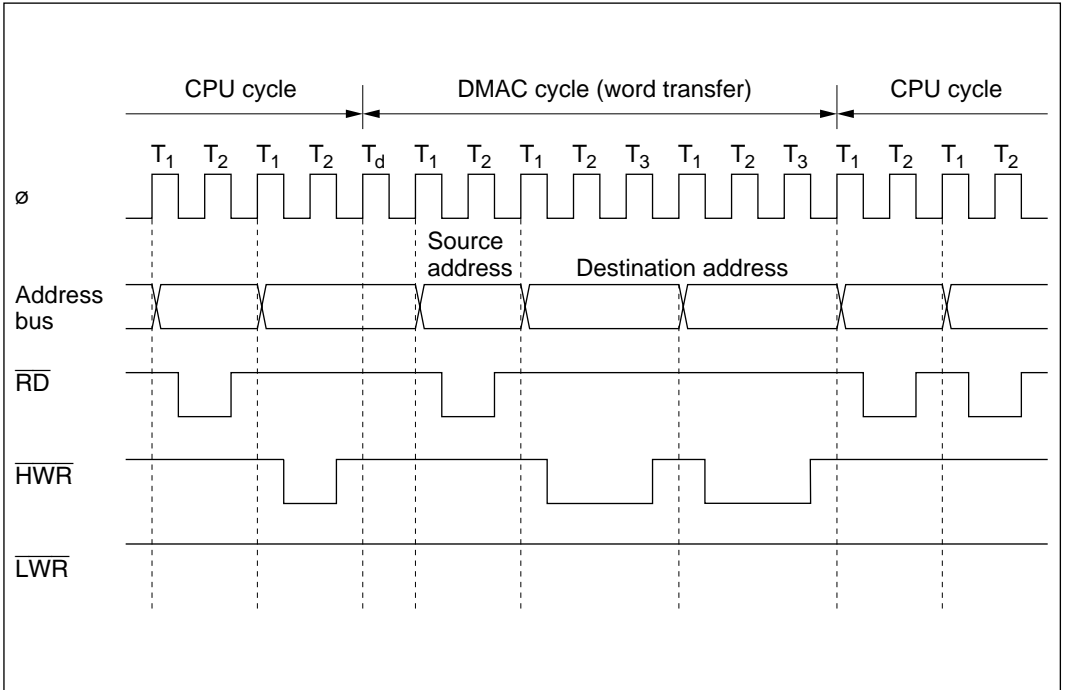 CPU cycle DMAC cycle (word transfer) CPU cycle
T1 T2 T1 T2 Td T1 T2 T1 T2 T3 T1 T2 T3 T1 T2 T1 T2
ø
Source
address Destination address
Address
bus
RD
HWR
LWR